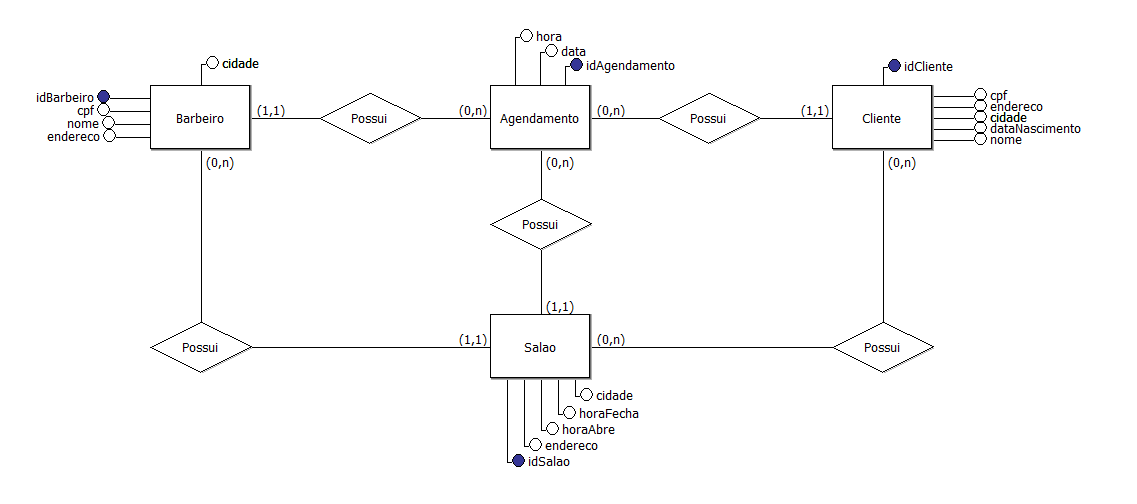 hora
data
idAgendamento
cidade
idCliente
idBarbeiro
cpf
nome
endereco
Barbeiro
(1,1)
Possui
(0,n)
Agendamento
(0,n)
Possui
(1,1)
Cliente
cpf
endereco
cidade
dataNascimento
nome
(0,n)
(0,n)
(0,n)
Possui
(1,1)
Possui
(1,1)
Salao
(0,n)
Possui
cidade
horaFecha
horaAbre
endereco
idSalao